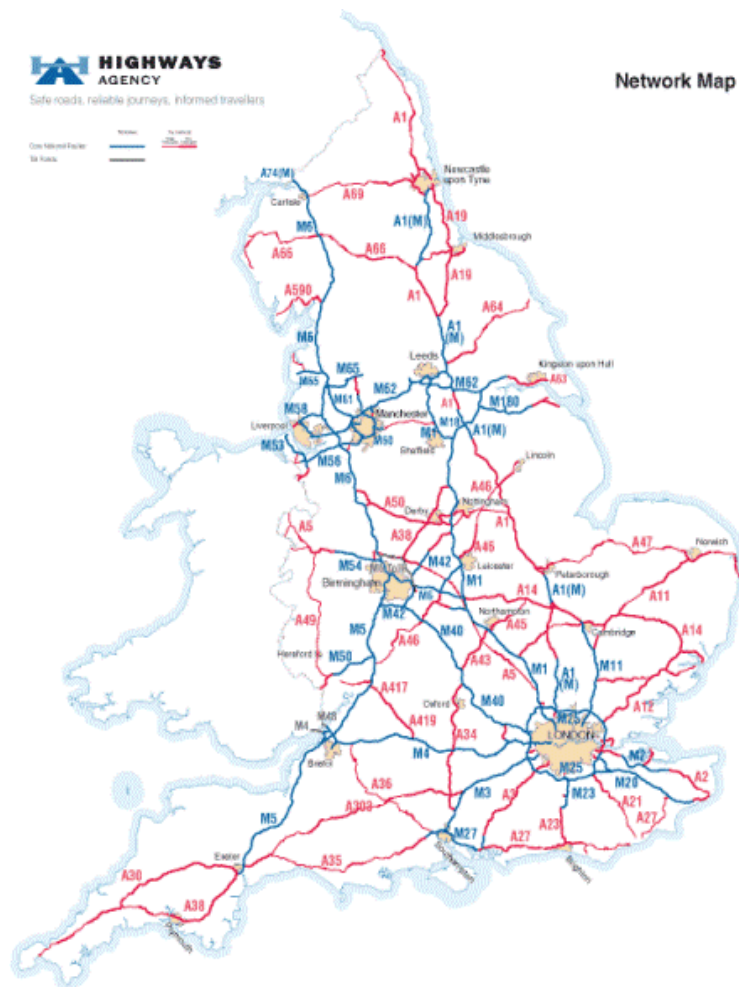 HIGHWAYS
AGENCY
Safe roads, reliable journeys, informed travellers
Network Map
A1
Newcastle
upon Tyne
A74(M)
A69
Carlisle
A1(M)
A19
M6
Middlesbrough
A66
A66
A19
A590
A1
A64
M6
A1
(M)
Leeds
Kingston upon Hull
M65
M62
M62
A63
M55
M61
A1
M180
M58
Manchester
M18
Liverpool
M60
M1
A1(M)
M53
M56
Sheffield
Lincoln
M6
A46
A50
Nottingham
Derby
A1
A5
A38
A46
A47
Norwich
M54
M42
Leicester
Peterborough
Birmingham
M6
M1
A14
A1(M)
A11
M42
Northampton
A49
M5
M40
A45
Cambridge
A14
Hereford
A46
M50
A43
M1
M11
A5
A1
(M)
A417
Oxford
M40
A12
A419
M25
M48
A34
LONDON
M4
M4
M2
Bristol
M25
A2
A36
M3
A3
M23
M20
A303
A21
M5
A23
A27
M27
A27
Exeter
A35
Southampton
Brighton
A30
A38
Plymouth